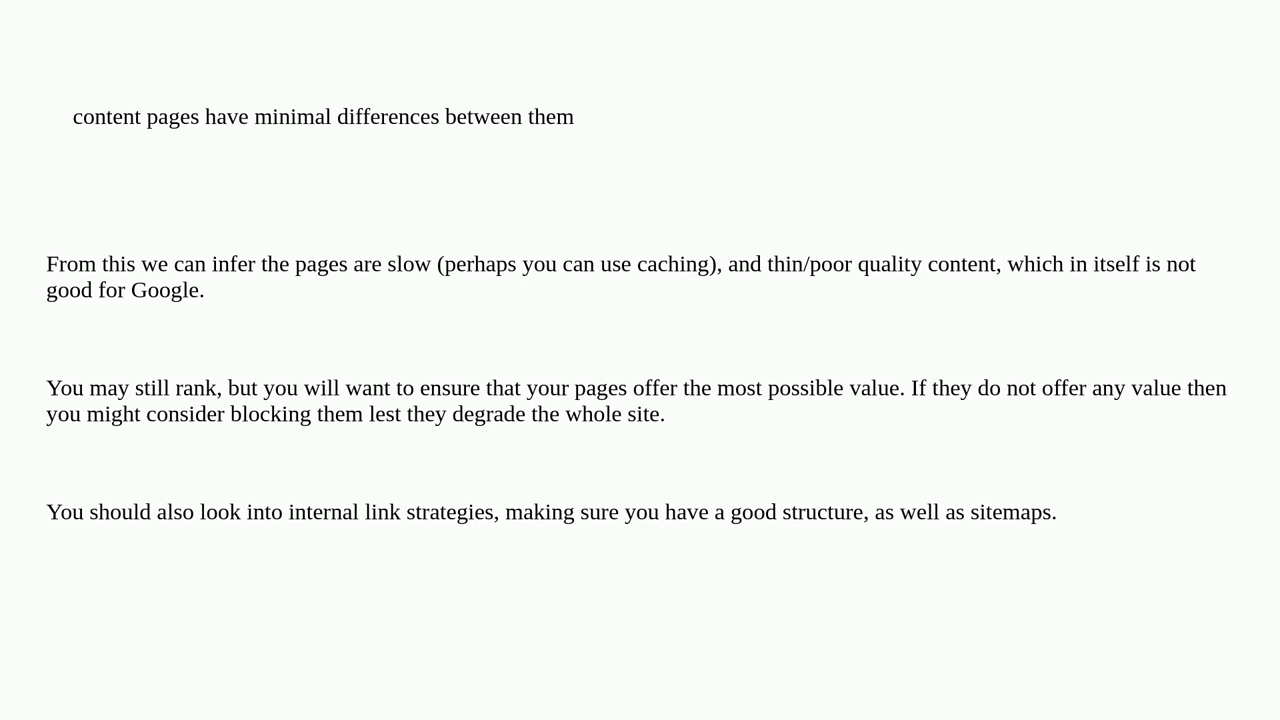 content pages have minimal differences between them
From this we can infer the pages are slow (perhaps you can use caching), and thin/poor quality content, which in itself is not
good for Google.
You may still rank, but you will want to ensure that your pages offer the most possible value. If they do not offer any value then
you might consider blocking them lest they degrade the whole site.
You should also look into internal link strategies, making sure you have a good structure, as well as sitemaps.